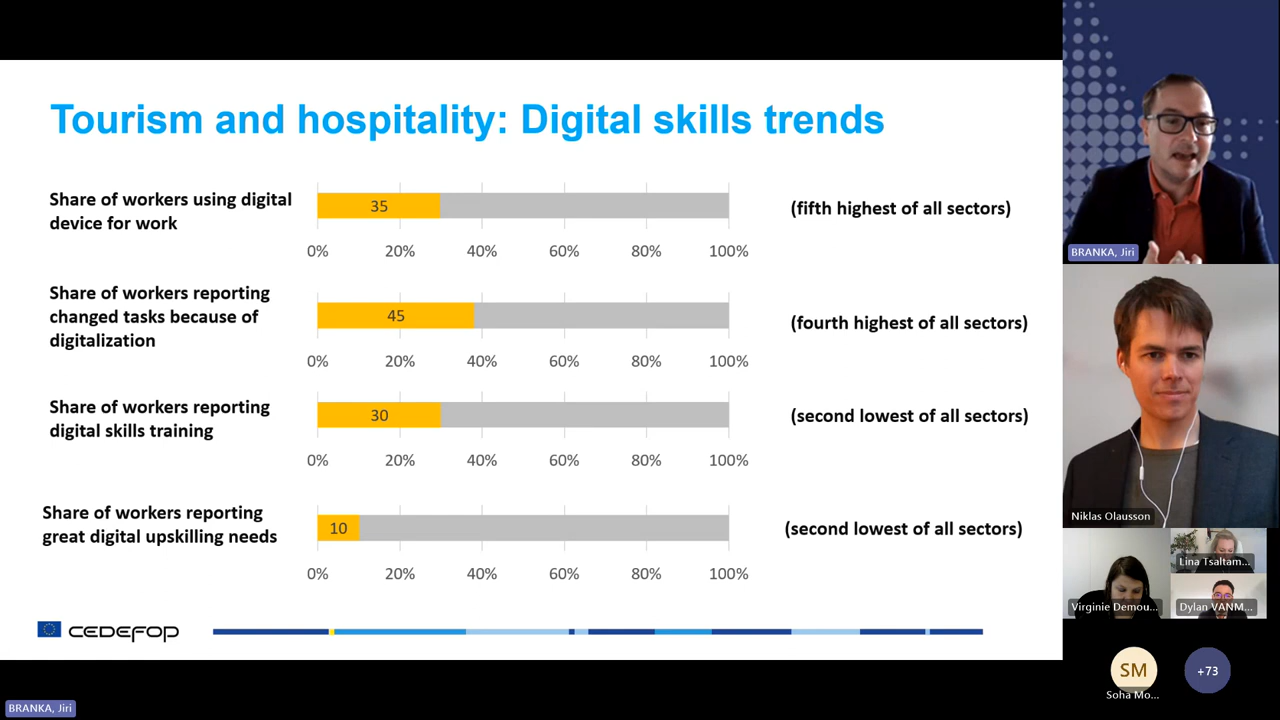 Tourism and hospitality: Digital skills trends
Share of workers using digital
device for work
35
0% 20% 40% 60% 80% 100%
(fifth highest of all sectors)
Share of workers reporting
changed tasks because of
digitalization
45
0% 20% 40% 60% 80% 100%
(fourth highest of all sectors)
Share of workers reporting
digital skills training
30
0% 20% 40% 60% 80% 100%
(second lowest of all sectors)
Share of workers reporting
great digital upskilling needs
10
0% 20% 40% 60% 80% 100%
(second lowest of all sectors)
CEDEFOP
BRANKA, Jiri
BRANKA, Jiri
Niklas Olausson
Lina Tsaltam...
Virginie Demou...
Dylan VANM...
SM
Soha Mo...
+73